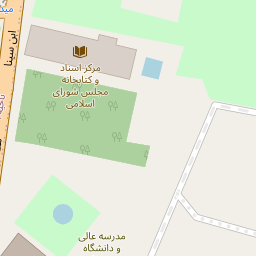 ابن سینا
مرکز اسناد
و کتابخانه
مجلس شورای
اسلامی
مدرسه عالی
و دانشگاه